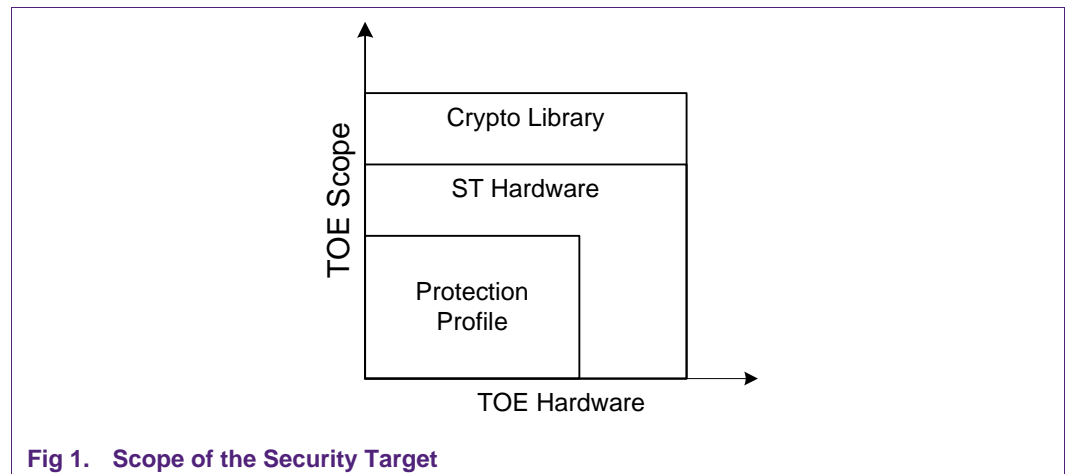 Crypto Library
ST Hardware
Protection
Profile
TOE Scope
TOE Hardware
Fig 1. Scope of the Security Target